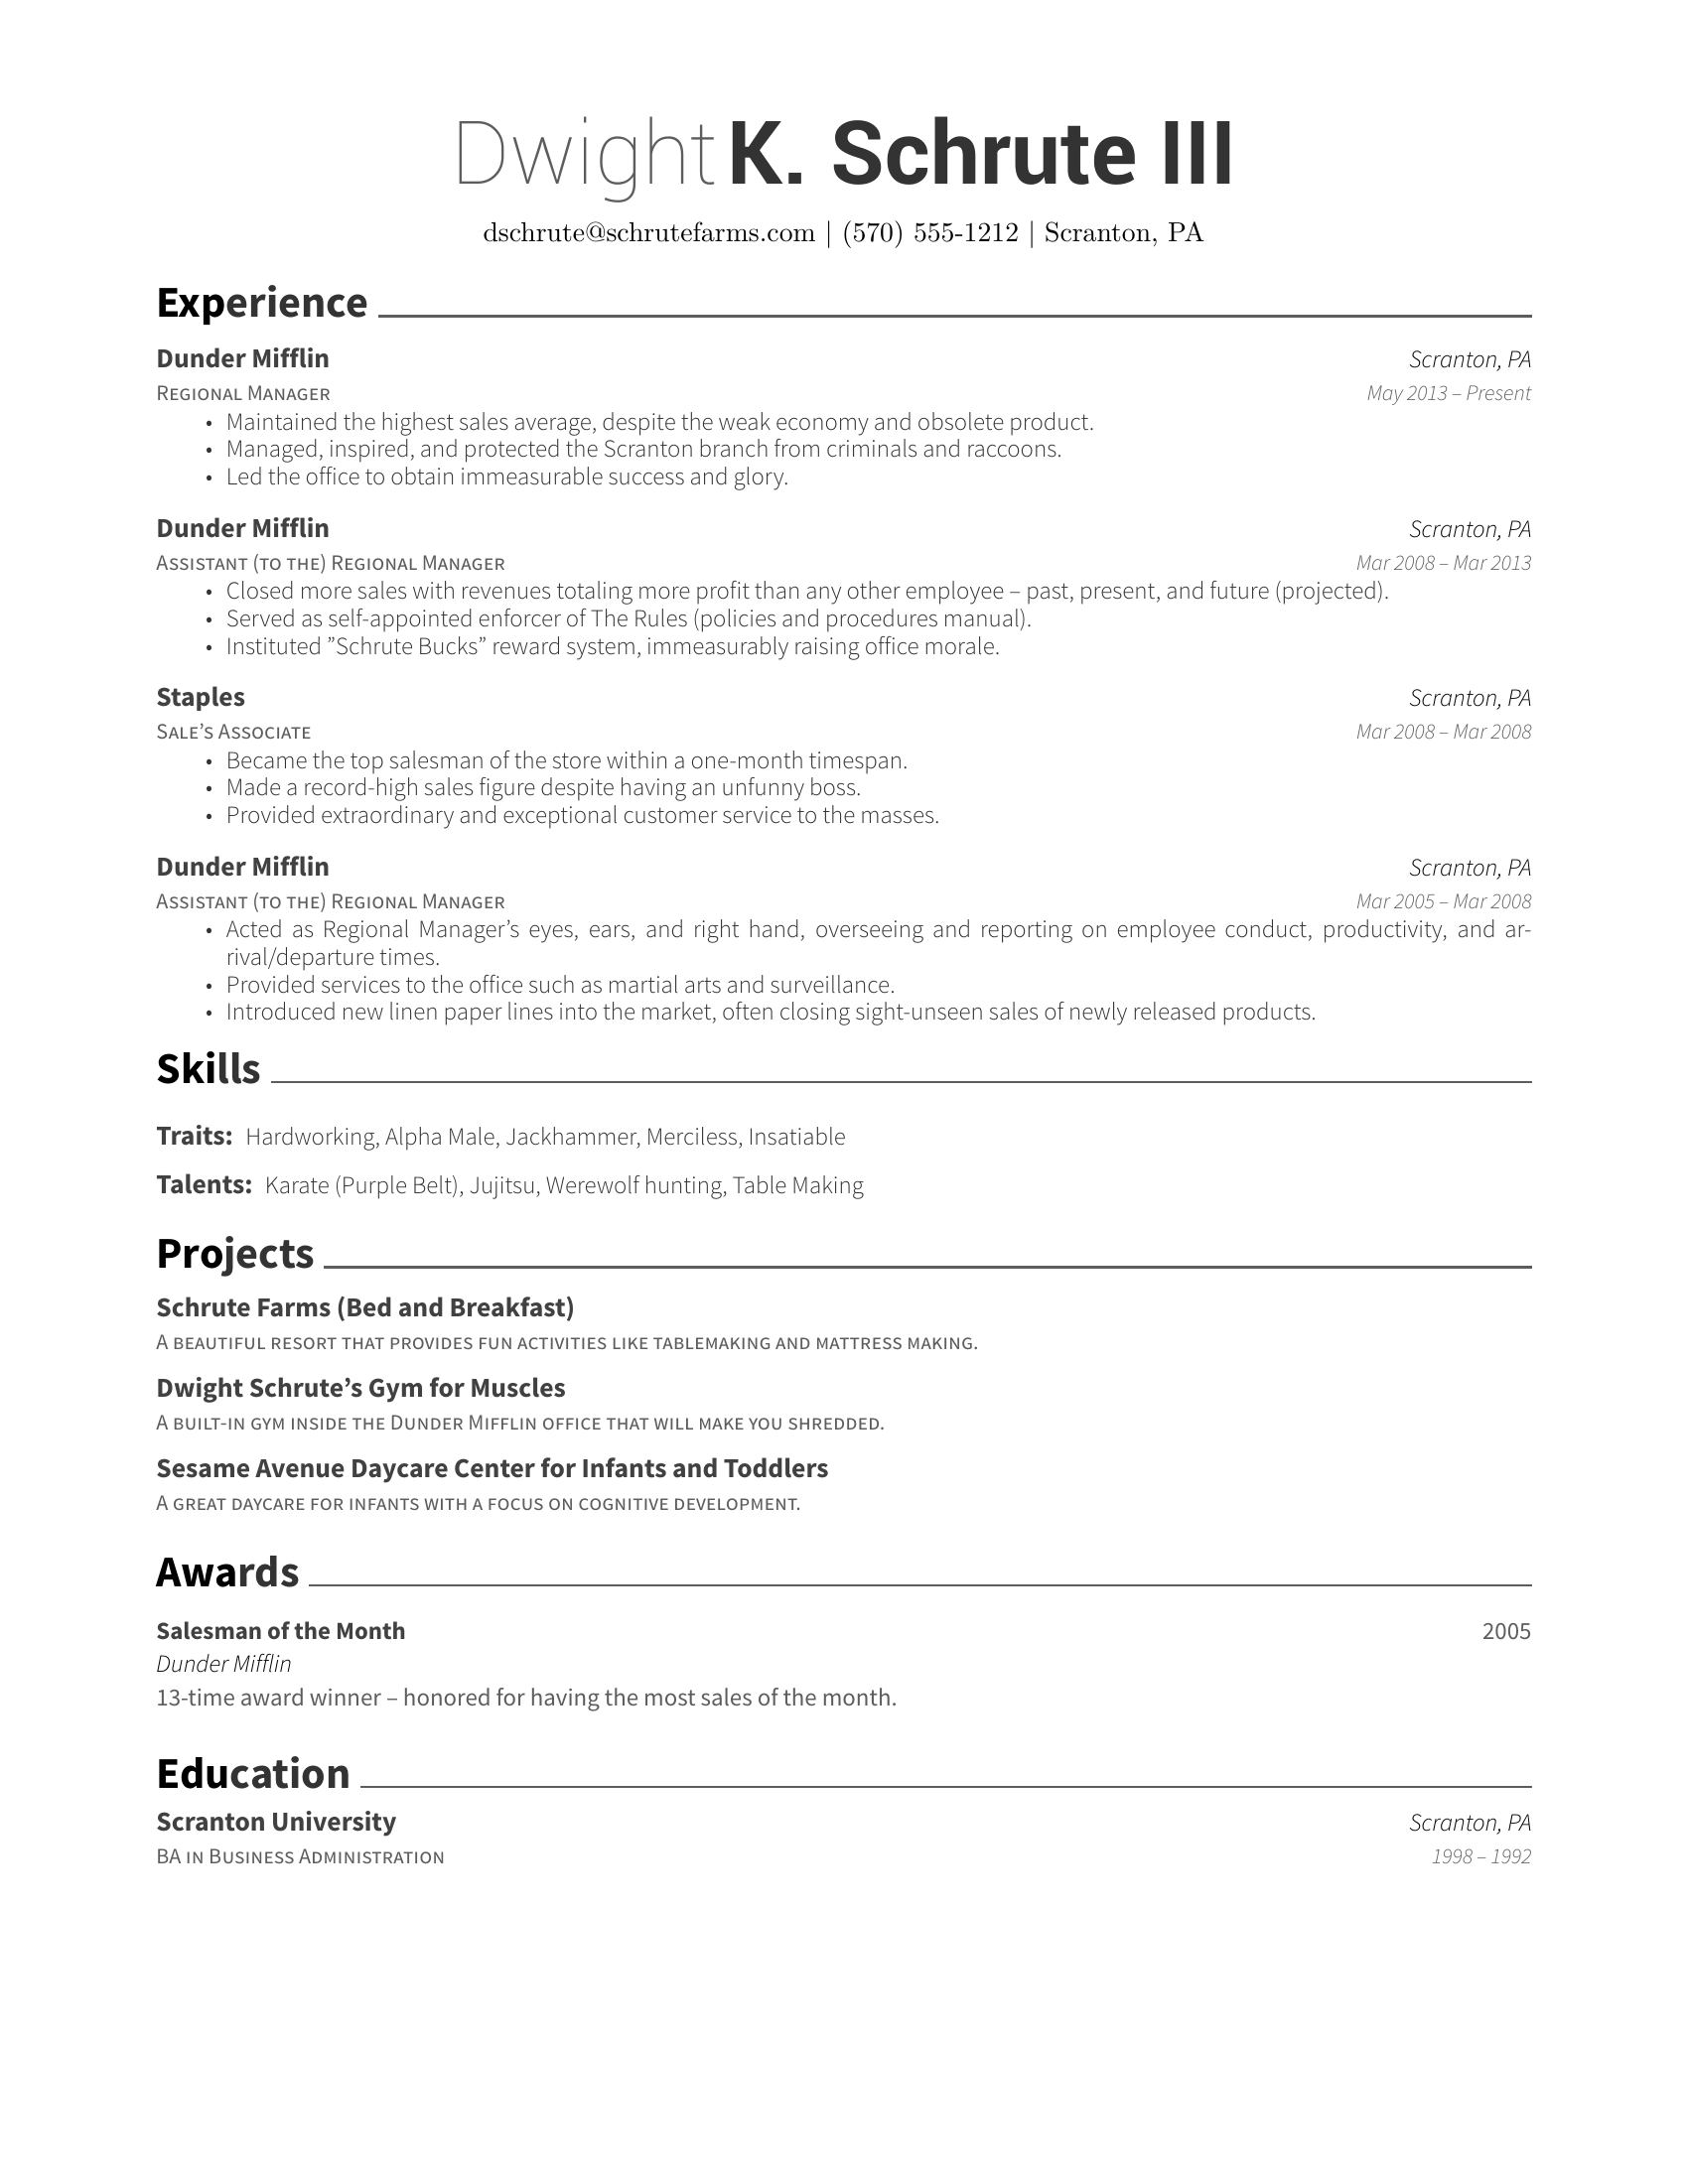 Dwight K. Schrute III
dschrute@schrutefarms.com | (570) 555-1212 | Scranton, PA
Experience
Dunder Mifflin Scranton, PA
Regional Manager May 2013 – Present
• Maintained the highest sales average, despite the weak economy and obsolete product.
• Managed, inspired, and protected the Scranton branch from criminals and raccoons.
• Led the office to obtain immeasurable success and glory.
Dunder Mifflin Scranton, PA
Assistant (to the) Regional Manager Mar 2008 – Mar 2013
• Closed more sales with revenues totaling more profit than any other employee – past, present, and future (projected).
• Served as self-appointed enforcer of The Rules (policies and procedures manual).
• Instituted ”Schrute Bucks” reward system, immeasurably raising office morale.
Staples Scranton, PA
Sale’s Associate Mar 2008 – Mar 2008
• Became the top salesman of the store within a one-month timespan.
• Made a record-high sales figure despite having an unfunny boss.
• Provided extraordinary and exceptional customer service to the masses.
Dunder Mifflin Scranton, PA
Assistant (to the) Regional Manager Mar 2005 – Mar 2008
• Acted as Regional Manager’s eyes, ears, and right hand, overseeing and reporting on employee conduct, productivity, and ar-
rival/departure times.
• Provided services to the office such as martial arts and surveillance.
• Introduced new linen paper lines into the market, often closing sight-unseen sales of newly released products.
Skills
Traits: Hardworking, Alpha Male, Jackhammer, Merciless, Insatiable
Talents: Karate (Purple Belt), Jujitsu, Werewolf hunting, Table Making
Projects
Schrute Farms (Bed and Breakfast)
A beautiful resort that provides fun activities like tablemaking and mattress making.
Dwight Schrute’s Gym for Muscles
A built-in gym inside the Dunder Mifflin office that will make you shredded.
Sesame Avenue Daycare Center for Infants and Toddlers
A great daycare for infants with a focus on cognitive development.
Awards
Salesman of the Month 2005
Dunder Mifflin
13-time award winner – honored for having the most sales of the month.
Education
Scranton University Scranton, PA
BA in Business Administration 1998 – 1992